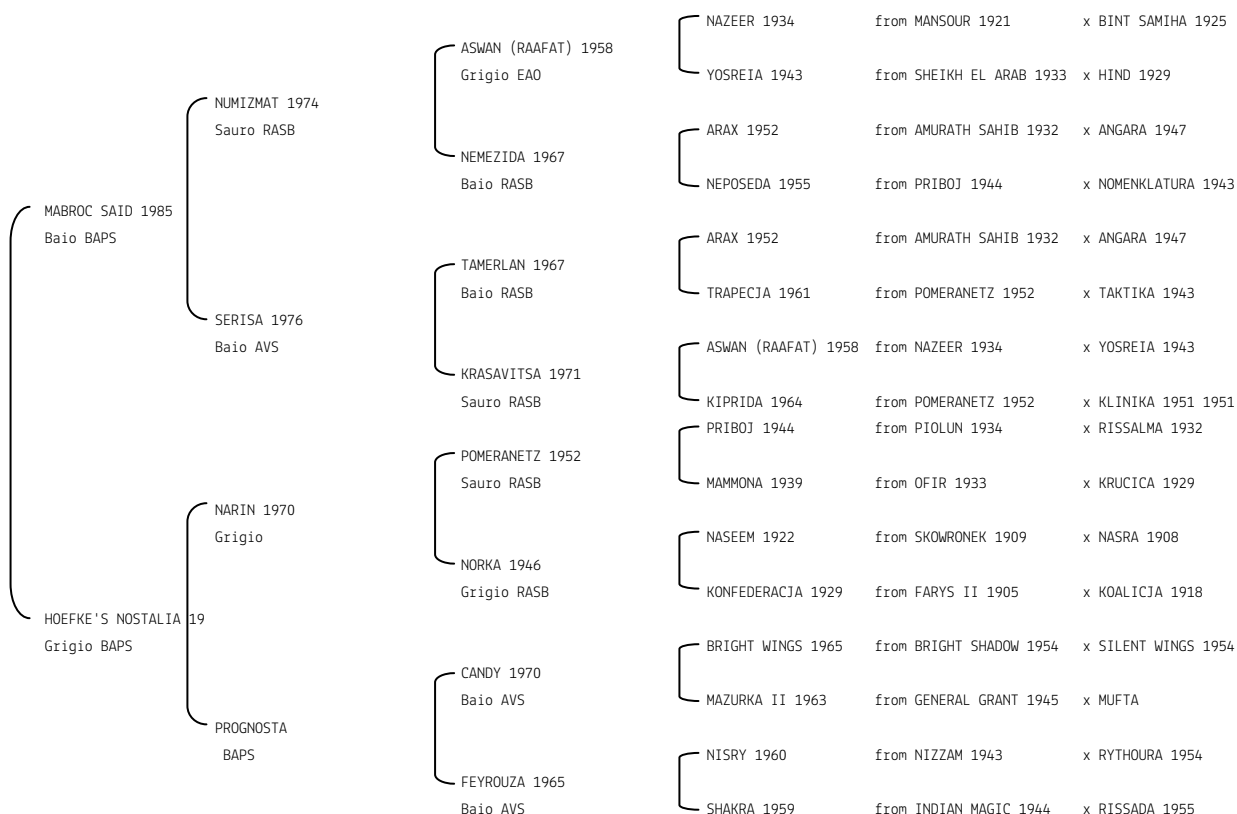 NAZEER 1934 from MANSOUR 1921 x BINT SAMIHA 1925
ASWAN (RAAFAT) 1958
Grigio EAO YOSREIA 1943 from SHEIKH EL ARAB 1933 x HIND 1929
NUMIZMAT 1974
Sauro RASB ARAX 1952 from AMURATH SAHIB 1932 x ANGARA 1947
NEMEZIDA 1967
Baio RASB NEPOSEDA 1955 from PRIBOJ 1944 x NOMENKLATURA 1943
MABROC SAID 1985
Baio BAPS ARAX 1952 from AMURATH SAHIB 1932 x ANGARA 1947
TAMERLAN 1967
Baio RASB TRAPECJA 1961 from POMERANETZ 1952 x TAKTIKA 1943
SERISA 1976
Baio AVS ASWAN (RAAFAT) 1958 from NAZEER 1934 x YOSREIA 1943
KRASAVITSA 1971
Sauro RASB KIPRIDA 1964 from POMERANETZ 1952 x KLINIKA 1951 1951
PRIBOJ 1944 from PIOLUN 1934 x RISSALMA 1932
POMERANETZ 1952
Sauro RASB MAMMONA 1939 from OFIR 1933 x KRUCICA 1929
NARIN 1970
Grigio NASEEM 1922 from SKOWRONEK 1909 x NASRA 1908
NORKA 1946
Grigio RASB KONFEDERACJA 1929 from FARYS II 1905 x KOALICJA 1918
HOEFKE'S NOSTALIA 19
Grigio BAPS BRIGHT WINGS 1965 from BRIGHT SHADOW 1954 x SILENT WINGS 1954
CANDY 1970
Baio AVS MAZURKA II 1963 from GENERAL GRANT 1945 x MUFTA
PROGNOSTA
BAPS NISRY 1960 from NIZZAM 1943 x RYTHOURA 1954
FEYROUZA 1965
Baio AVS SHAKRA 1959 from INDIAN MAGIC 1944 x RISSADA 1955